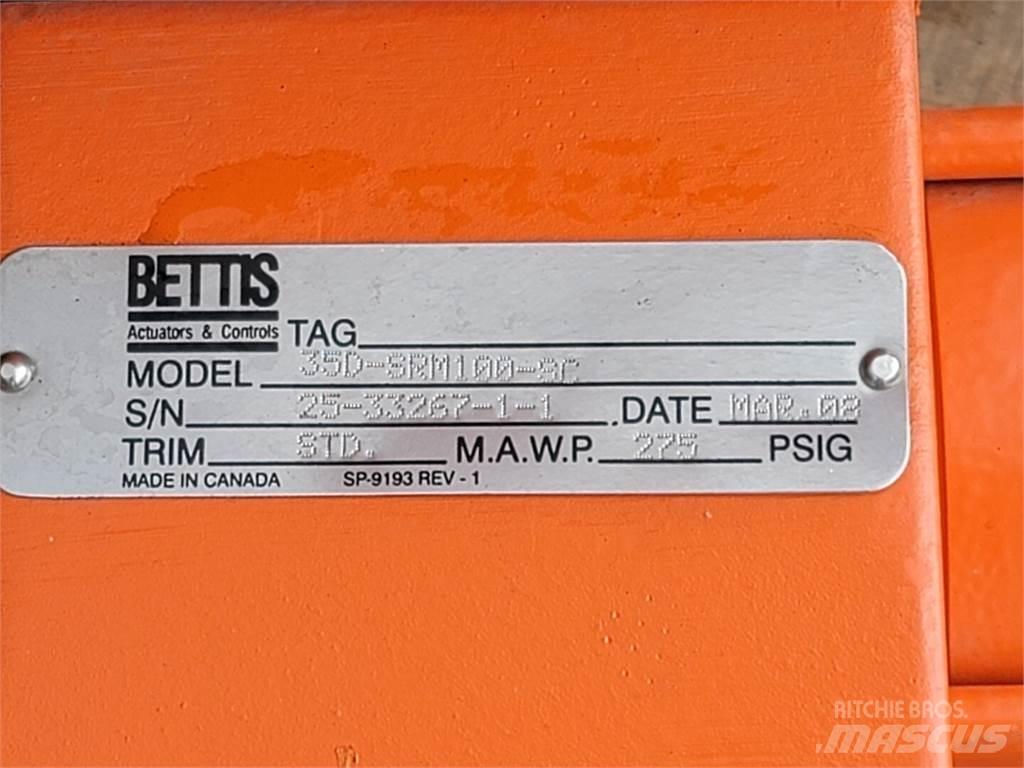 BETTIS
Actuators & Controls TAG
MODEL 35D-SRM100-SC
S/N 25-33267-1-1 .DATE MAR.08
TRIM STD. M.A.W.P. 275 PSIG
MADE IN CANADA SP-9193 REV - 1
RITCHIE BROS.
MASCUS